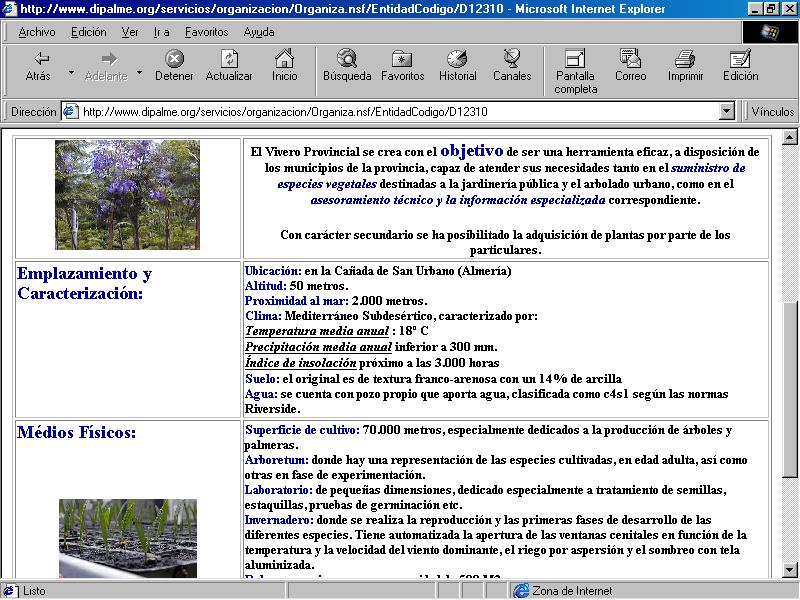 http://www.dipalme.org/servicios/organizacion/Organiza.nsf/EntidadCodigo/D12310 - Microsoft Internet Explorer
Archivo Edición Ver Ir a Favoritos Ayuda
Atrás Adelante Detener Actualizar Inicio Búsqueda Favoritos Historial Canales Pantalla completa Correo Imprimir Edición
Dirección http://www.dipalme.org/servicios/organizacion/Organiza.nsf/EntidadCodigo/D12310 Vínculos
El Vivero Provincial se crea con el objetivo de ser una herramienta eficaz, a disposición de
los municipios de la provincia, capaz de atender sus necesidades tanto en el suministro de
especies vegetales destinadas a la jardinería pública y el arbolado urbano, como en el
asesoramiento técnico y la información especializada correspondiente.
Con carácter secundario se ha posibilitado la adquisición de plantas por parte de los
particulares.
Emplazamiento y
Caracterización:
Ubicación: en la Cañada de San Urbano (Almería)
Altitud: 50 metros.
Proximidad al mar: 2.000 metros.
Clima: Mediterráneo Subdesértico, caracterizado por:
Temperatura media anual : 18º C
Precipitación media anual inferior a 300 mm.
Índice de insolación próximo a las 3.000 horas
Suelo: el original es de textura franco-arenosa con un 14% de arcilla
Agua: se cuenta con pozo propio que aporta agua, clasificada como c4s1 según las normas
Riverside.
Médios Físicos:
Superficie de cultivo: 70.000 metros, especialmente dedicados a la producción de árboles y
palmeras.
Arboretum: donde hay una representación de las especies cultivadas, en edad adulta, así como
otras en fase de experimentación.
Laboratorio: de pequeñas dimensiones, dedicado especialmente a tratamiento de semillas,
estaquillas, pruebas de germinación etc.
Invernadero: donde se realiza la reproducción y las primeras fases de desarrollo de las
diferentes especies. Tiene automatizada la apertura de las ventanas cenitales en función de la
temperatura y la velocidad del viento dominante, el riego por aspersión y el sombreo con tela
aluminizada.
Listo Zona de Internet